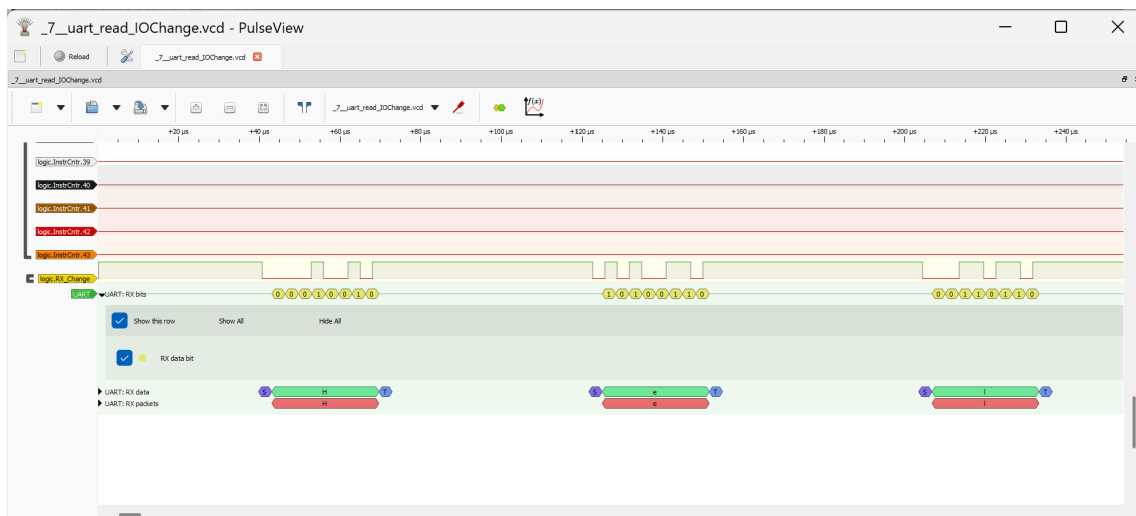 _7__uart_read_IOChange.vcd - PulseView
Reload
_7__uart_read_IOChange.vcd
_7__uart_read_IOChange.vcd
_7__uart_read_IOChange.vcd
f(x)
+20 µs +40 µs +60 µs +80 µs +100 µs +120 µs +140 µs +160 µs +180 µs +200 µs +220 µs +240 µs
logic.InstrCntr.39
logic.InstrCntr.40
logic.InstrCntr.41
logic.InstrCntr.42
logic.InstrCntr.43
logic.RX_Change
UART UART: RX bits 0 0 0 1 0 0 1 0 1 0 1 0 0 1 1 0 0 0 1 1 0 1 1 0
Show this row Show All Hide All
RX data bit
UART: RX data S H T S e T S l T
UART: RX packets H e l